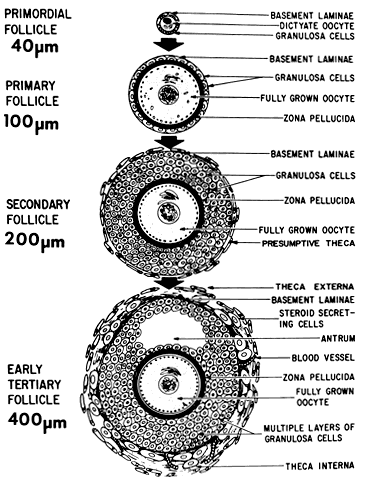 PRIMORDIAL
FOLLICLE
40µm
BASEMENT LAMINAE
DICTYATE OOCYTE
GRANULOSA CELLS
PRIMARY
FOLLICLE
100µm
BASEMENT LAMINAE
GRANULOSA CELLS
FULLY GROWN OOCYTE
ZONA PELLUCIDA
SECONDARY
FOLLICLE
200µm
BASEMENT LAMINAE
GRANULOSA CELLS
ZONA PELLUCIDA
FULLY GROWN OOCYTE
PRESUMPTIVE THECA
EARLY
TERTIARY
FOLLICLE
400µm
THECA EXTERNA
BASEMENT LAMINAE
STEROID SECRET-
ING CELLS
ANTRUM
BLOOD VESSEL
ZONA PELLUCIDA
FULLY GROWN
OOCYTE
MULTIPLE LAYERS OF
GRANULOSA CELLS
THECA INTERNA